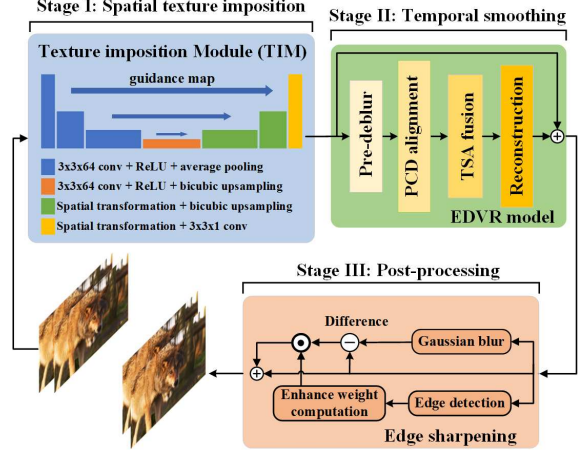 Stage I: Spatial texture imposition
Stage II: Temporal smoothing
Texture imposition Module (TIM)
guidance map
3x3x64 conv + ReLU + average pooling
3x3x64 conv + ReLU + bicubic upsampling
Spatial transformation + bicubic upsampling
Spatial transformation + 3x3x1 conv
Pre-deblur
PCD alignment
TSA fusion
Reconstruction
EDVR model
Stage III: Post-processing
Difference
Gaussian blur
Enhance weight
computation
Edge detection
Edge sharpening